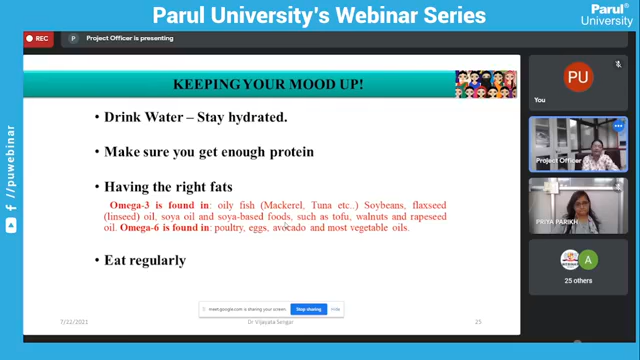 Parul University's Webinar Series
Parul®
University
REC
P Project Officer is presenting
KEEPING YOUR MOOD UP!
• Drink Water – Stay hydrated.
• Make sure you get enough protein
• Having the right fats
Omega-3 is found in: oily fish (Mackerel, Tuna etc..) Soybeans, flaxseed
(linseed) oil, soya oil and soya-based foods, such as tofu, walnuts and rapeseed
oil. Omega-6 is found in: poultry, eggs, avocado and most vegetable oils.
• Eat regularly
meet.google.com is sharing your screen.
Stop sharing
Hide
7/22/2021
Dr Vijayata Sengar
25
/puwebinar
PU
You
Project Officer
PRIYA PARIKH
WEBINAR
A
25 others